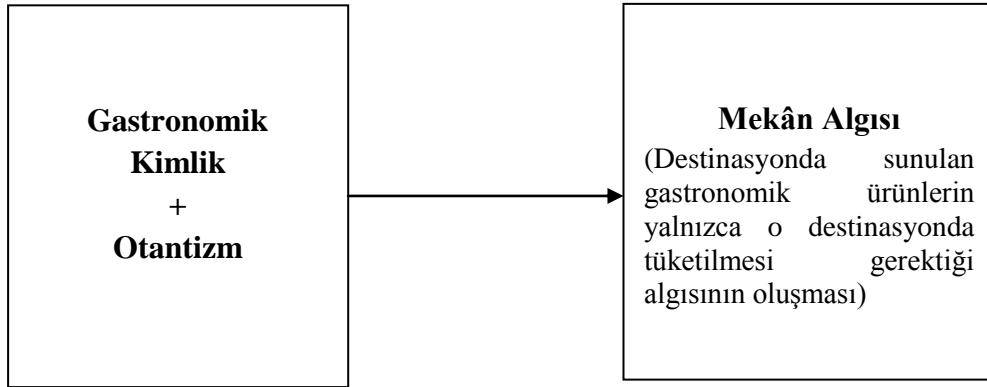 Gastronomik
Kimlik
+
Otantizm
Mekân Algısı
(Destinasyonda sunulan
gastronomik ürünlerin
yalnızca o destinasyonda
tüketilmesi gerektiği
algısının oluşması)